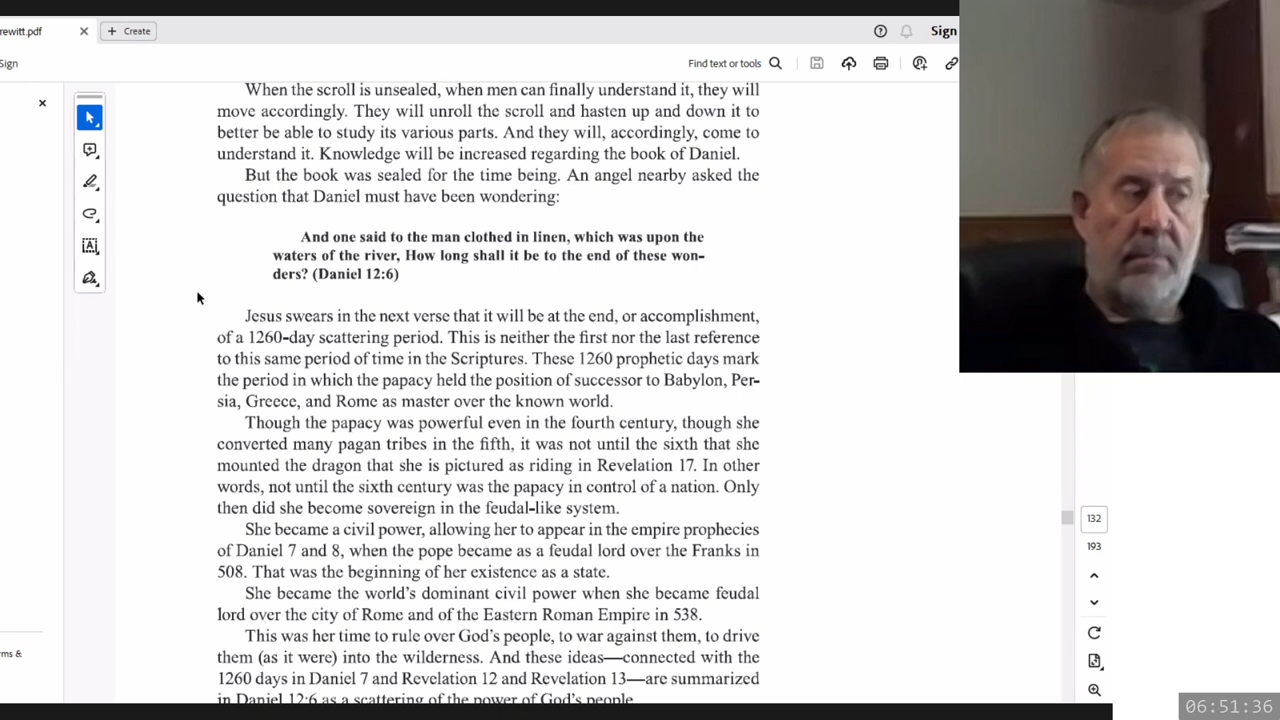 rewitt.pdf
Create
Sign
Sign
Find text or tools
When the scroll is unsealed, when men can finally understand it, they will
move accordingly. They will unroll the scroll and hasten up and down it to
better be able to study its various parts. And they will, accordingly, come to
understand it. Knowledge will be increased regarding the book of Daniel.
But the book was sealed for the time being. An angel nearby asked the
question that Daniel must have been wondering:
And one said to the man clothed in linen, which was upon the
waters of the river, How long shall it be to the end of these won-
ders? (Daniel 12:6)
Jesus swears in the next verse that it will be at the end, or accomplishment,
of a 1260-day scattering period. This is neither the first nor the last reference
to this same period of time in the Scriptures. These 1260 prophetic days mark
the period in which the papacy held the position of successor to Babylon, Per-
sia, Greece, and Rome as master over the known world.
Though the papacy was powerful even in the fourth century, though she
converted many pagan tribes in the fifth, it was not until the sixth that she
mounted the dragon that she is pictured as riding in Revelation 17. In other
words, not until the sixth century was the papacy in control of a nation. Only
then did she become sovereign in the feudal-like system.
She became a civil power, allowing her to appear in the empire prophecies
of Daniel 7 and 8, when the pope became as a feudal lord over the Franks in
508. That was the beginning of her existence as a state.
She became the world's dominant civil power when she became feudal
lord over the city of Rome and of the Eastern Roman Empire in 538.
This was her time to rule over God's people, to war against them, to drive
them (as it were) into the wilderness. And these ideas—connected with the
1260 days in Daniel 7 and Revelation 12 and Revelation 13—are summarized
in Daniel 12:6 as a scattering of the power of God's people.
132
193
ms &
06:51:36